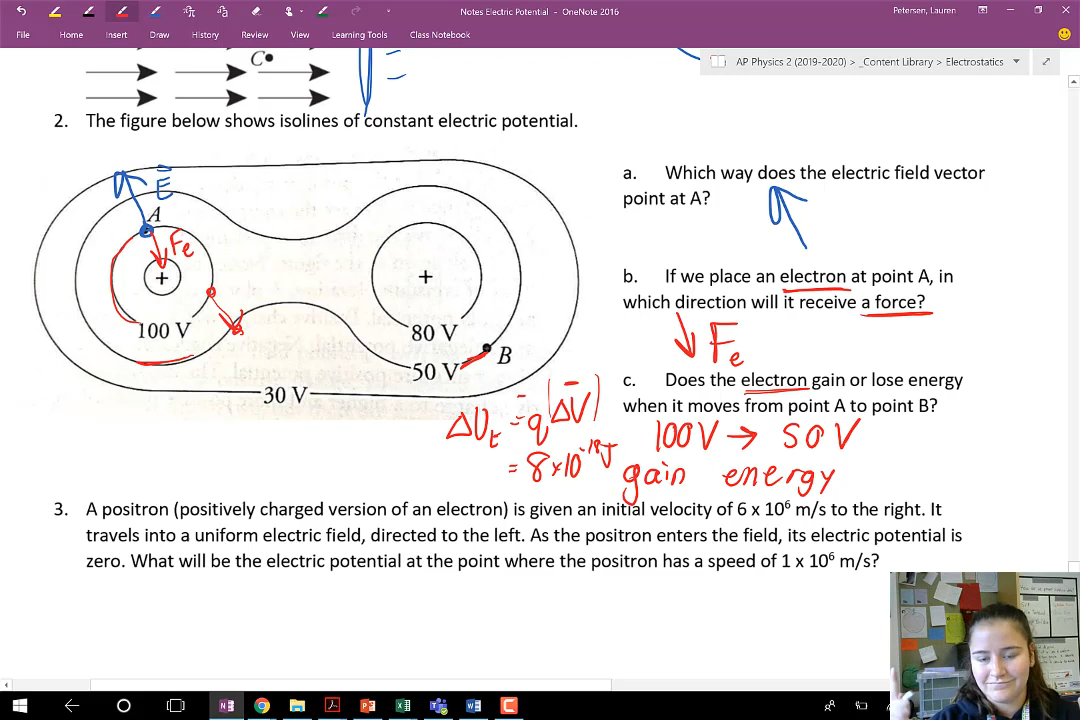 Notes Electric Potential - OneNote 2016
Petersen, Lauren
File Home Insert Draw History Review View Learning Tools Class Notebook
AP Physics 2 (2019-2020) > _Content Library > Electrostatics
C
2. The figure below shows isolines of constant electric potential.
a. Which way does the electric field vector
point at A?
E
A
Fe
+
+
100 V
80 V
50 V
B
30 V
b. If we place an electron at point A, in
which direction will it receive a force?
Fe
c. Does the electron gain or lose energy
when it moves from point A to point B?
100V → 50 V
gain energy
3. A positron (positively charged version of an electron) is given an initial velocity of 6 x 10⁶ m/s to the right. It
travels into a uniform electric field, directed to the left. As the positron enters the field, its electric potential is
zero. What will be the electric potential at the point where the positron has a speed of 1 x 10⁶ m/s?